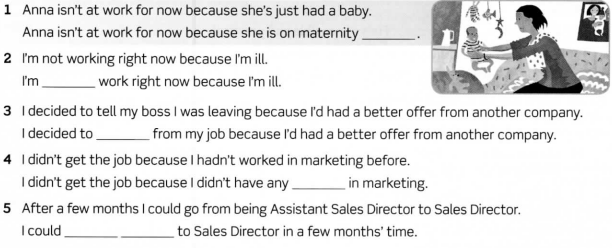 1 Anna isn't at work for now because she's just had a baby.
Anna isn't at work for now because she is on maternity ________ .
2 I'm not working right now because I'm ill.
I'm ________ work right now because I'm ill.
3 I decided to tell my boss I was leaving because I'd had a better offer from another company.
I decided to ________ from my job because I'd had a better offer from another company.
4 I didn't get the job because I hadn't worked in marketing before.
I didn't get the job because I didn't have any ________ in marketing.
5 After a few months I could go from being Assistant Sales Director to Sales Director.
I could ________ ________ to Sales Director in a few months' time.